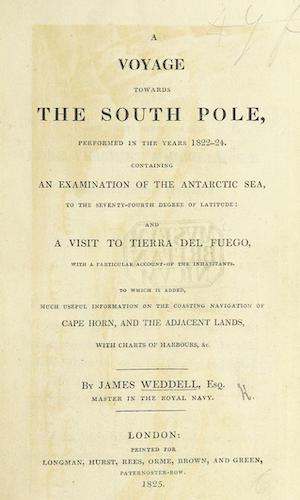 A
VOYAGE
TOWARDS
THE SOUTH POLE,
PERFORMED IN THE YEARS 1822-24.
CONTAINING
AN EXAMINATION OF THE ANTARCTIC SEA,
TO THE SEVENTY-FOURTH DEGREE OF LATITUDE:
AND
A VISIT TO TIERRA DEL FUEGO,
WITH A PARTICULAR ACCOUNT OF THE INHABITANTS.
TO WHICH IS ADDED,
MUCH USEFUL INFORMATION ON THE COASTING NAVIGATION OF
CAPE HORN, AND THE ADJACENT LANDS,
WITH CHARTS OF HARBOURS, &c.
BY JAMES WEDDELL, ESQ.
MASTER IN THE ROYAL NAVY.
LONDON:
PRINTED FOR
LONGMAN, HURST, REES, ORME, BROWN, AND GREEN,
PATERNOSTER-ROW.
1825.